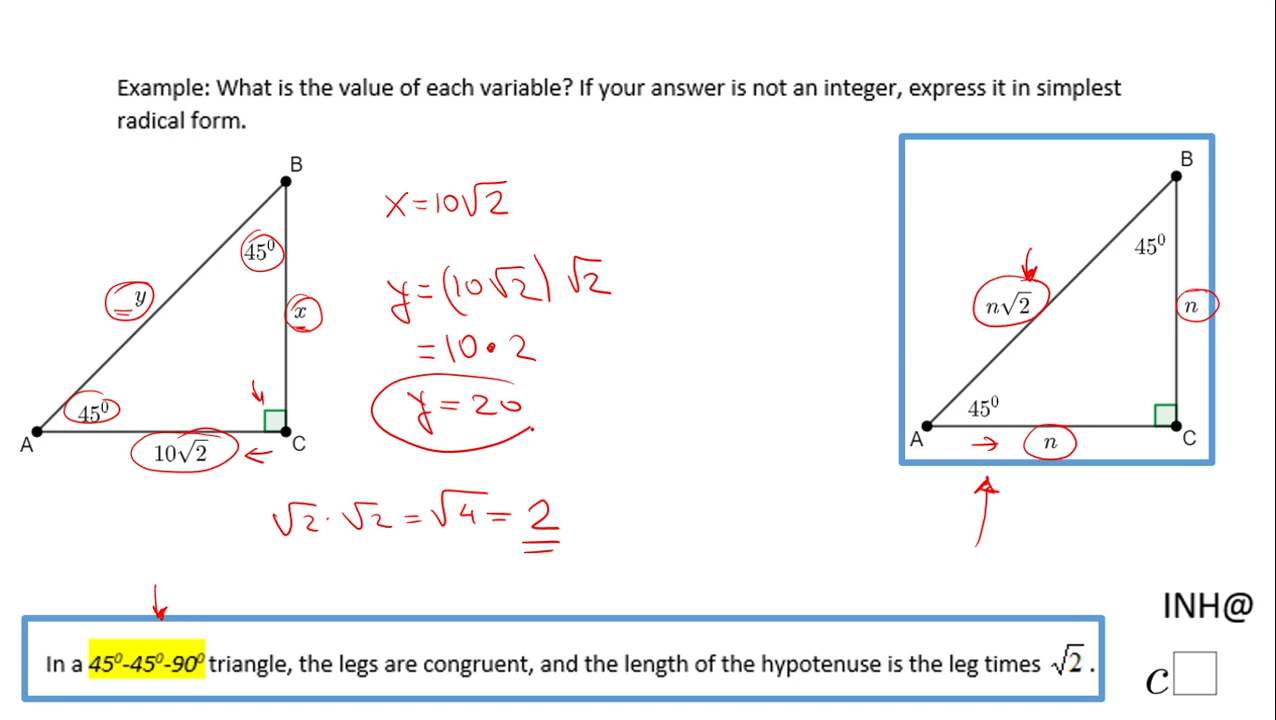 Example: What is the value of each variable? If your answer is not an integer, express it in simplest
radical form.
B
45⁰
y
x
45⁰
A
10√2
C
x=10√2
y=(10√2)√2
=10•2
y=20
√2·√2=√4=2
B
45⁰
n√2
n
45⁰
A
n
C
In a 45⁰-45⁰-90⁰ triangle, the legs are congruent, and the length of the hypotenuse is the leg times √2.
INH@
c